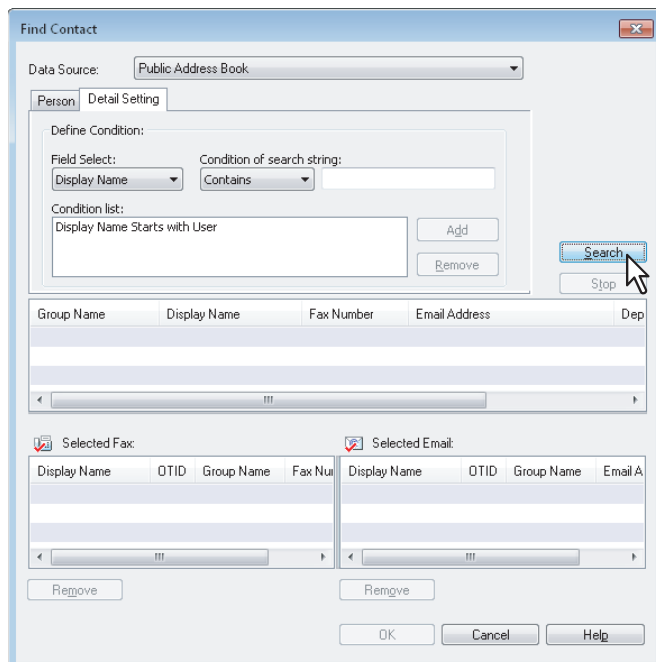 Find Contact
Data Source: Public Address Book
Person Detail Setting
Define Condition:
Field Select: Condition of search string:
Display Name Contains
Condition list:
Display Name Starts with User
Add
Remove
Search
Stop
Group Name Display Name Fax Number Email Address Dep
Selected Fax: Selected Email:
Display Name OTID Group Name Fax Nu Display Name OTID Group Name Email A
Remove Remove
OK Cancel Help